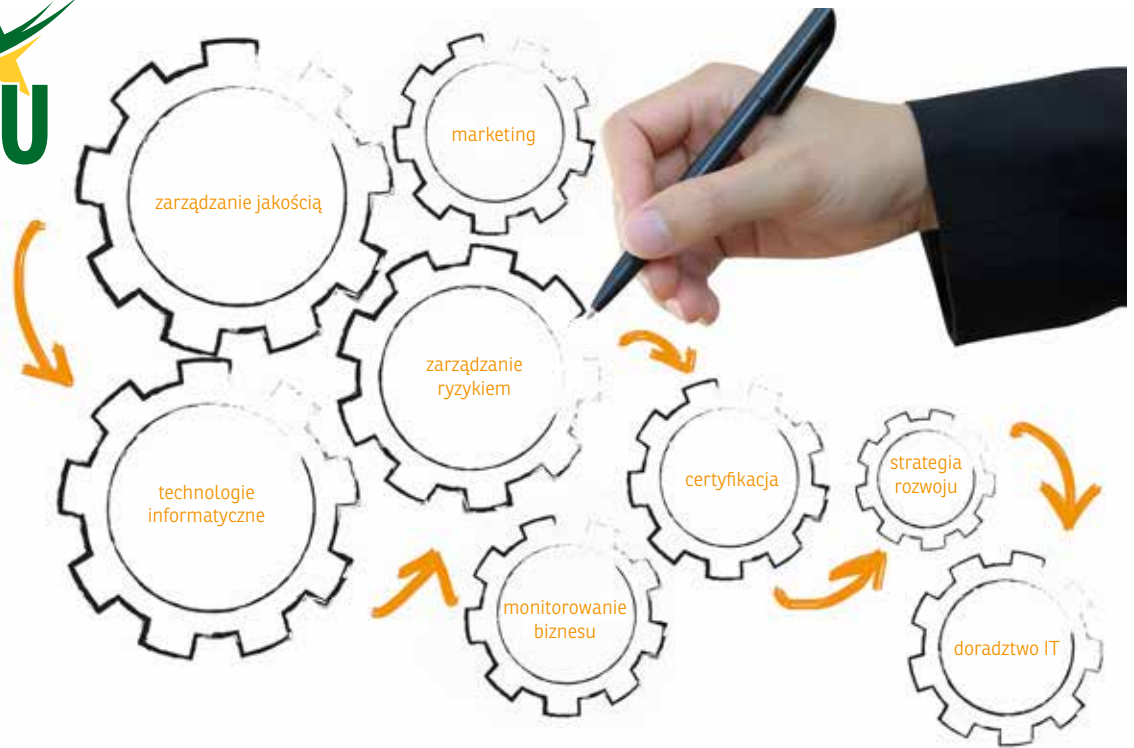 U
marketing
zarządzanie jakością
zarządzanie
ryzykiem
technologie
informatyczne
certyfikacja
strategia
rozwoju
monitorowanie
biznesu
doradztwo IT